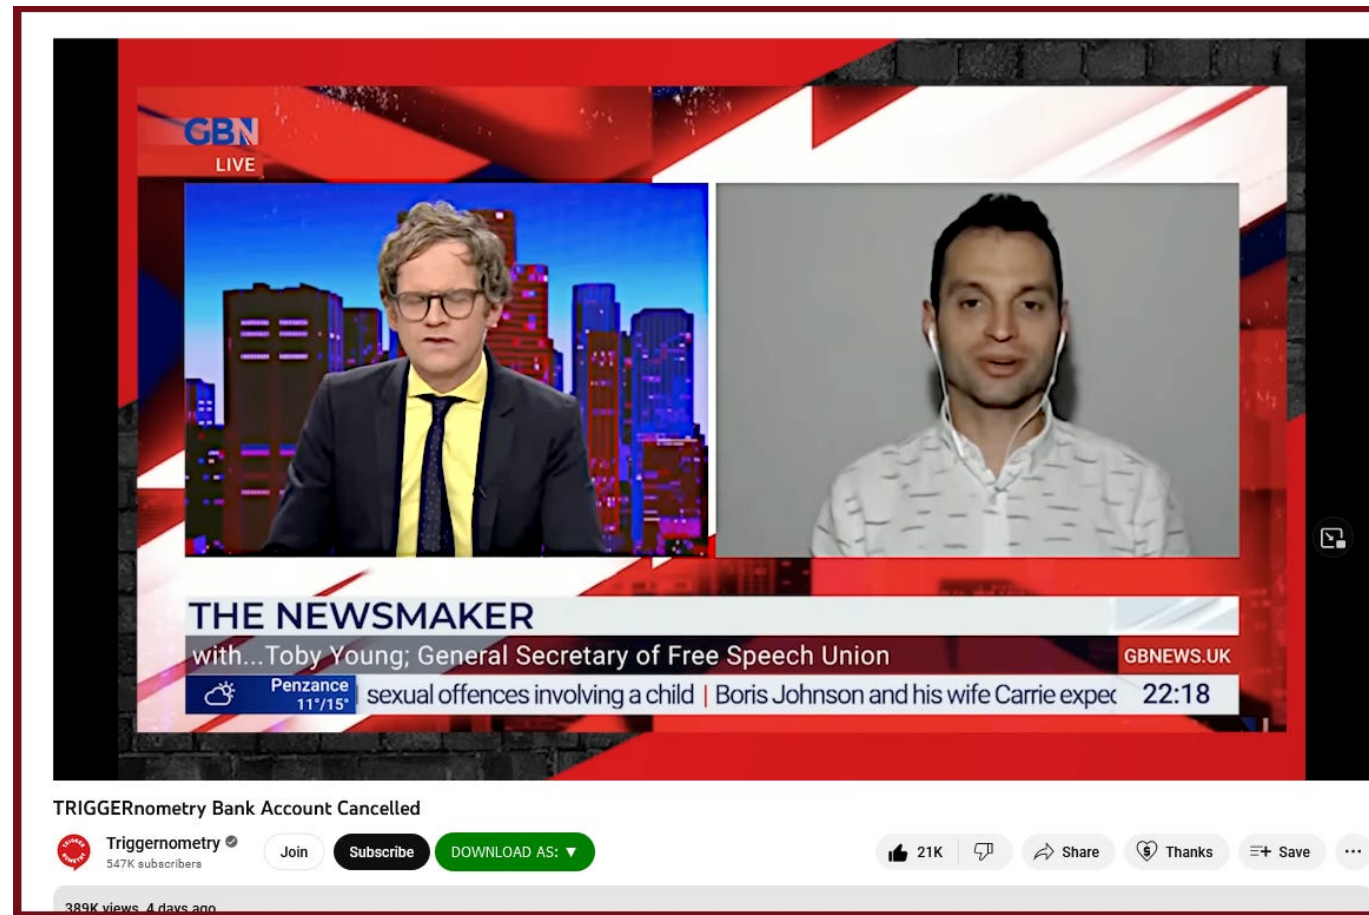 GBN
LIVE
THE NEWSMAKER
with...Toby Young; General Secretary of Free Speech Union
GBNEWS.UK
Penzance
11°/15°
sexual offences involving a child | Boris Johnson and his wife Carrie expec
22:18
TRIGGERnometry Bank Account Cancelled
TRIGGER
NOMETRY
Triggernometry
547K subscribers
Join
Subscribe
DOWNLOAD AS: ▼
21K
Share
Thanks
Save
389K views 4 days ago